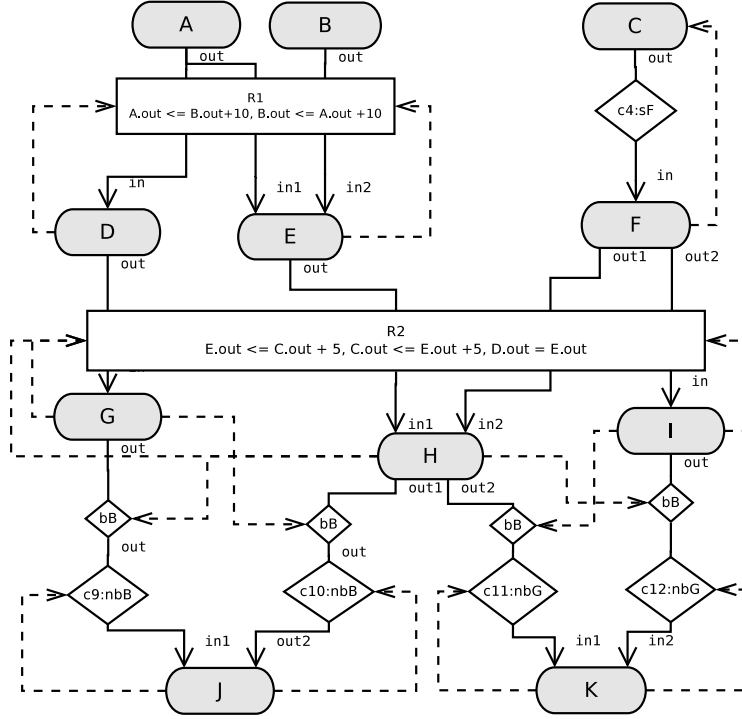 A
B
C
out
out
out
R1
A.out <= B.out+10, B.out <= A.out +10
c4:sF
in
in1
in2
in
D
E
F
out
out
out1
out2
R2
E.out <= C.out + 5, C.out <= E.out +5, D.out = E.out
in
G
in1
in2
I
out
H
out
out1
out2
bB
bB
bB
bB
out
out
c9:nbB
c10:nbB
c11:nbG
c12:nbG
in1
out2
in1
in2
J
K